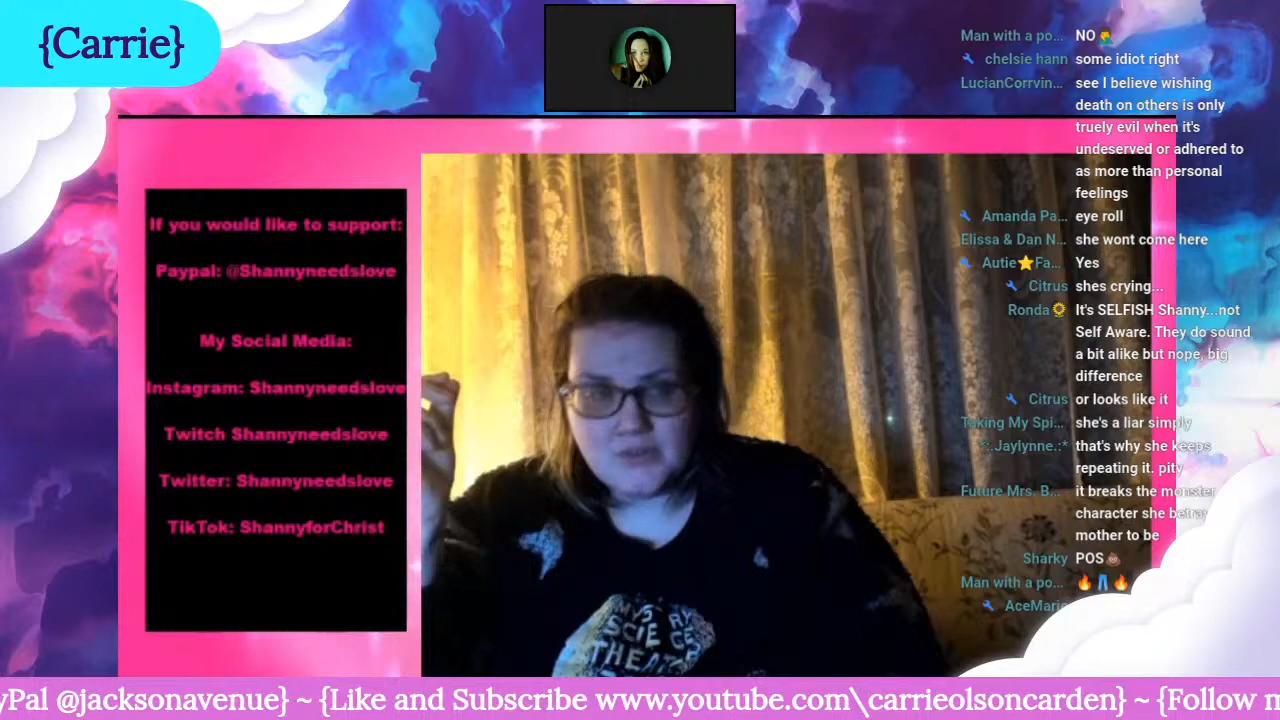 {Carrie}
If you would like to support:
Paypal: @Shannyneedslove
My Social Media:
Instagram: Shannyneedslove
Twitch Shannyneedslove
Twitter: Shannyneedslove
TikTok: ShannyforChrist
Man with a po... NO 🤦‍♂️
chelsie hann some idiot right
LucianCorrvin... see I believe wishing
death on others is only
truely evil when it's
undeserved or adhered to
as more than personal
feelings
Amanda Pa... eye roll
Elissa & Dan N... she wont come here
Autie⭐Fa... Yes
Citrus shes crying...
Ronda🌻 It's SELFISH Shanny...not
Self Aware. They do sound
a bit alike but nope, big
difference
Citrus or looks like it
Taking My Spi... she's a liar simply
*:.Jaylynne.:* that's why she keeps
repeating it. pity
Future Mrs. B... it breaks the monster
character she betray
mother to be
Sharky POS💩
Man with a po... 🔥👖🔥
AceMarie
MYS RY
SCIE CE
THEAT
yPal @jacksonavenue} ~ {Like and Subscribe www.youtube.com\carrieolsoncarden} ~ {Follow m